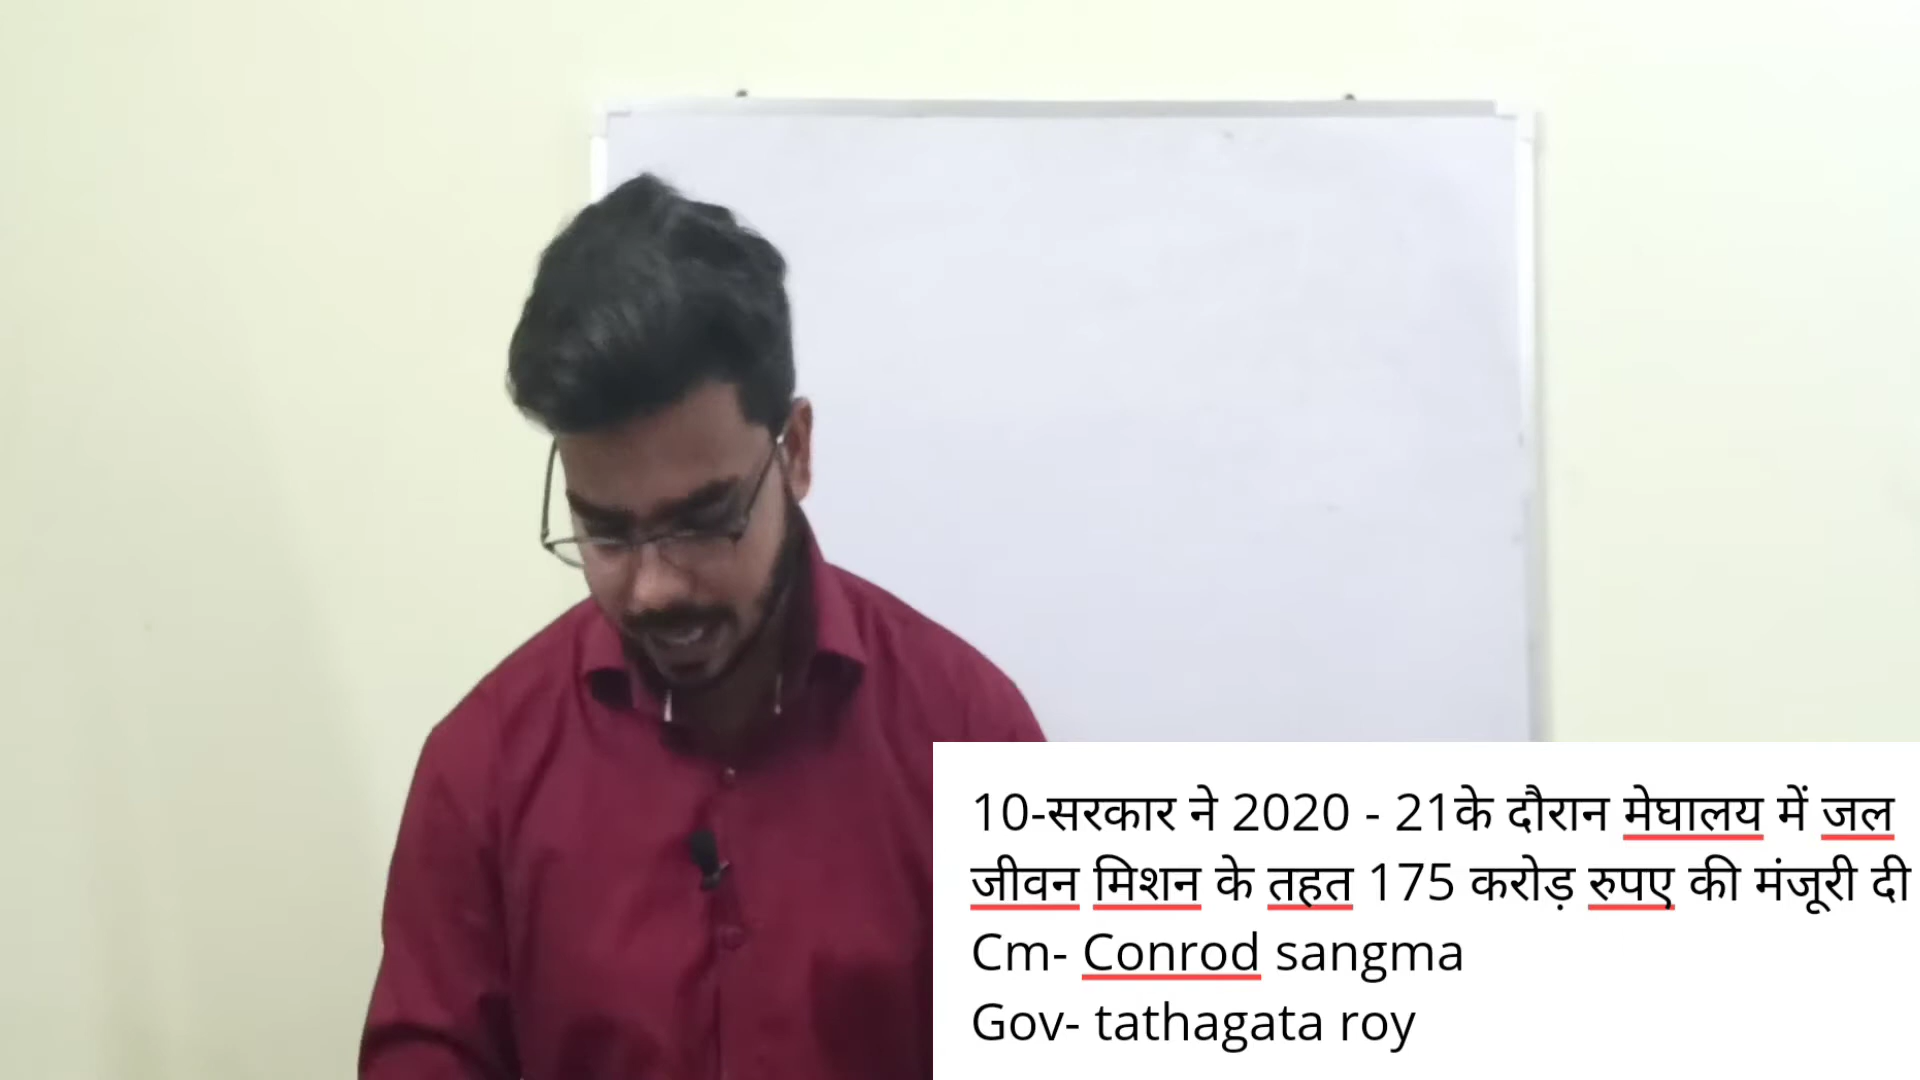 10-सरकार ने 2020 - 21के दौरान मेघालय में जल
जीवन मिशन के तहत 175 करोड़ रुपए की मंजूरी दी
Cm- Conrod sangma
Gov- tathagata roy